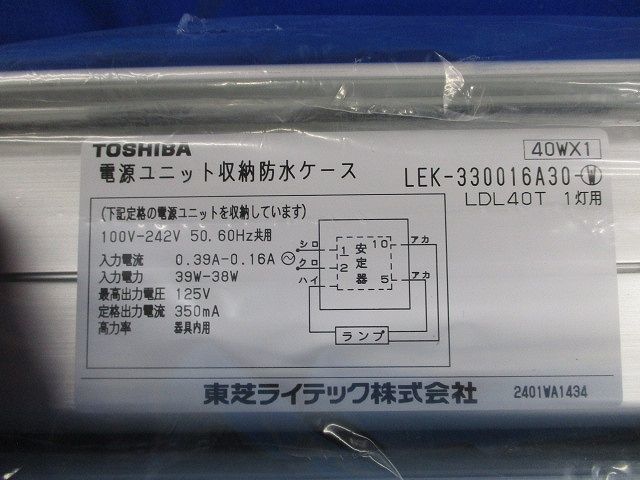 TOSHIBA
40WX1
電源ユニット収納防水ケース
LEK-330016A30-W
LDL40T 1灯用
(下記定格の電源ユニットを収納しています)
100V-242V 50,60Hz共用
入力電流 0.39A-0.16A
入力電力 39W-38W
最高出力電圧 125V
定格出力電流 350mA
高力率 器具内用
シロ
クロ
ハイ
1
2
安定器
10
5
アカ
アカ
ランプ
東芝ライテック株式会社
2401WA1434